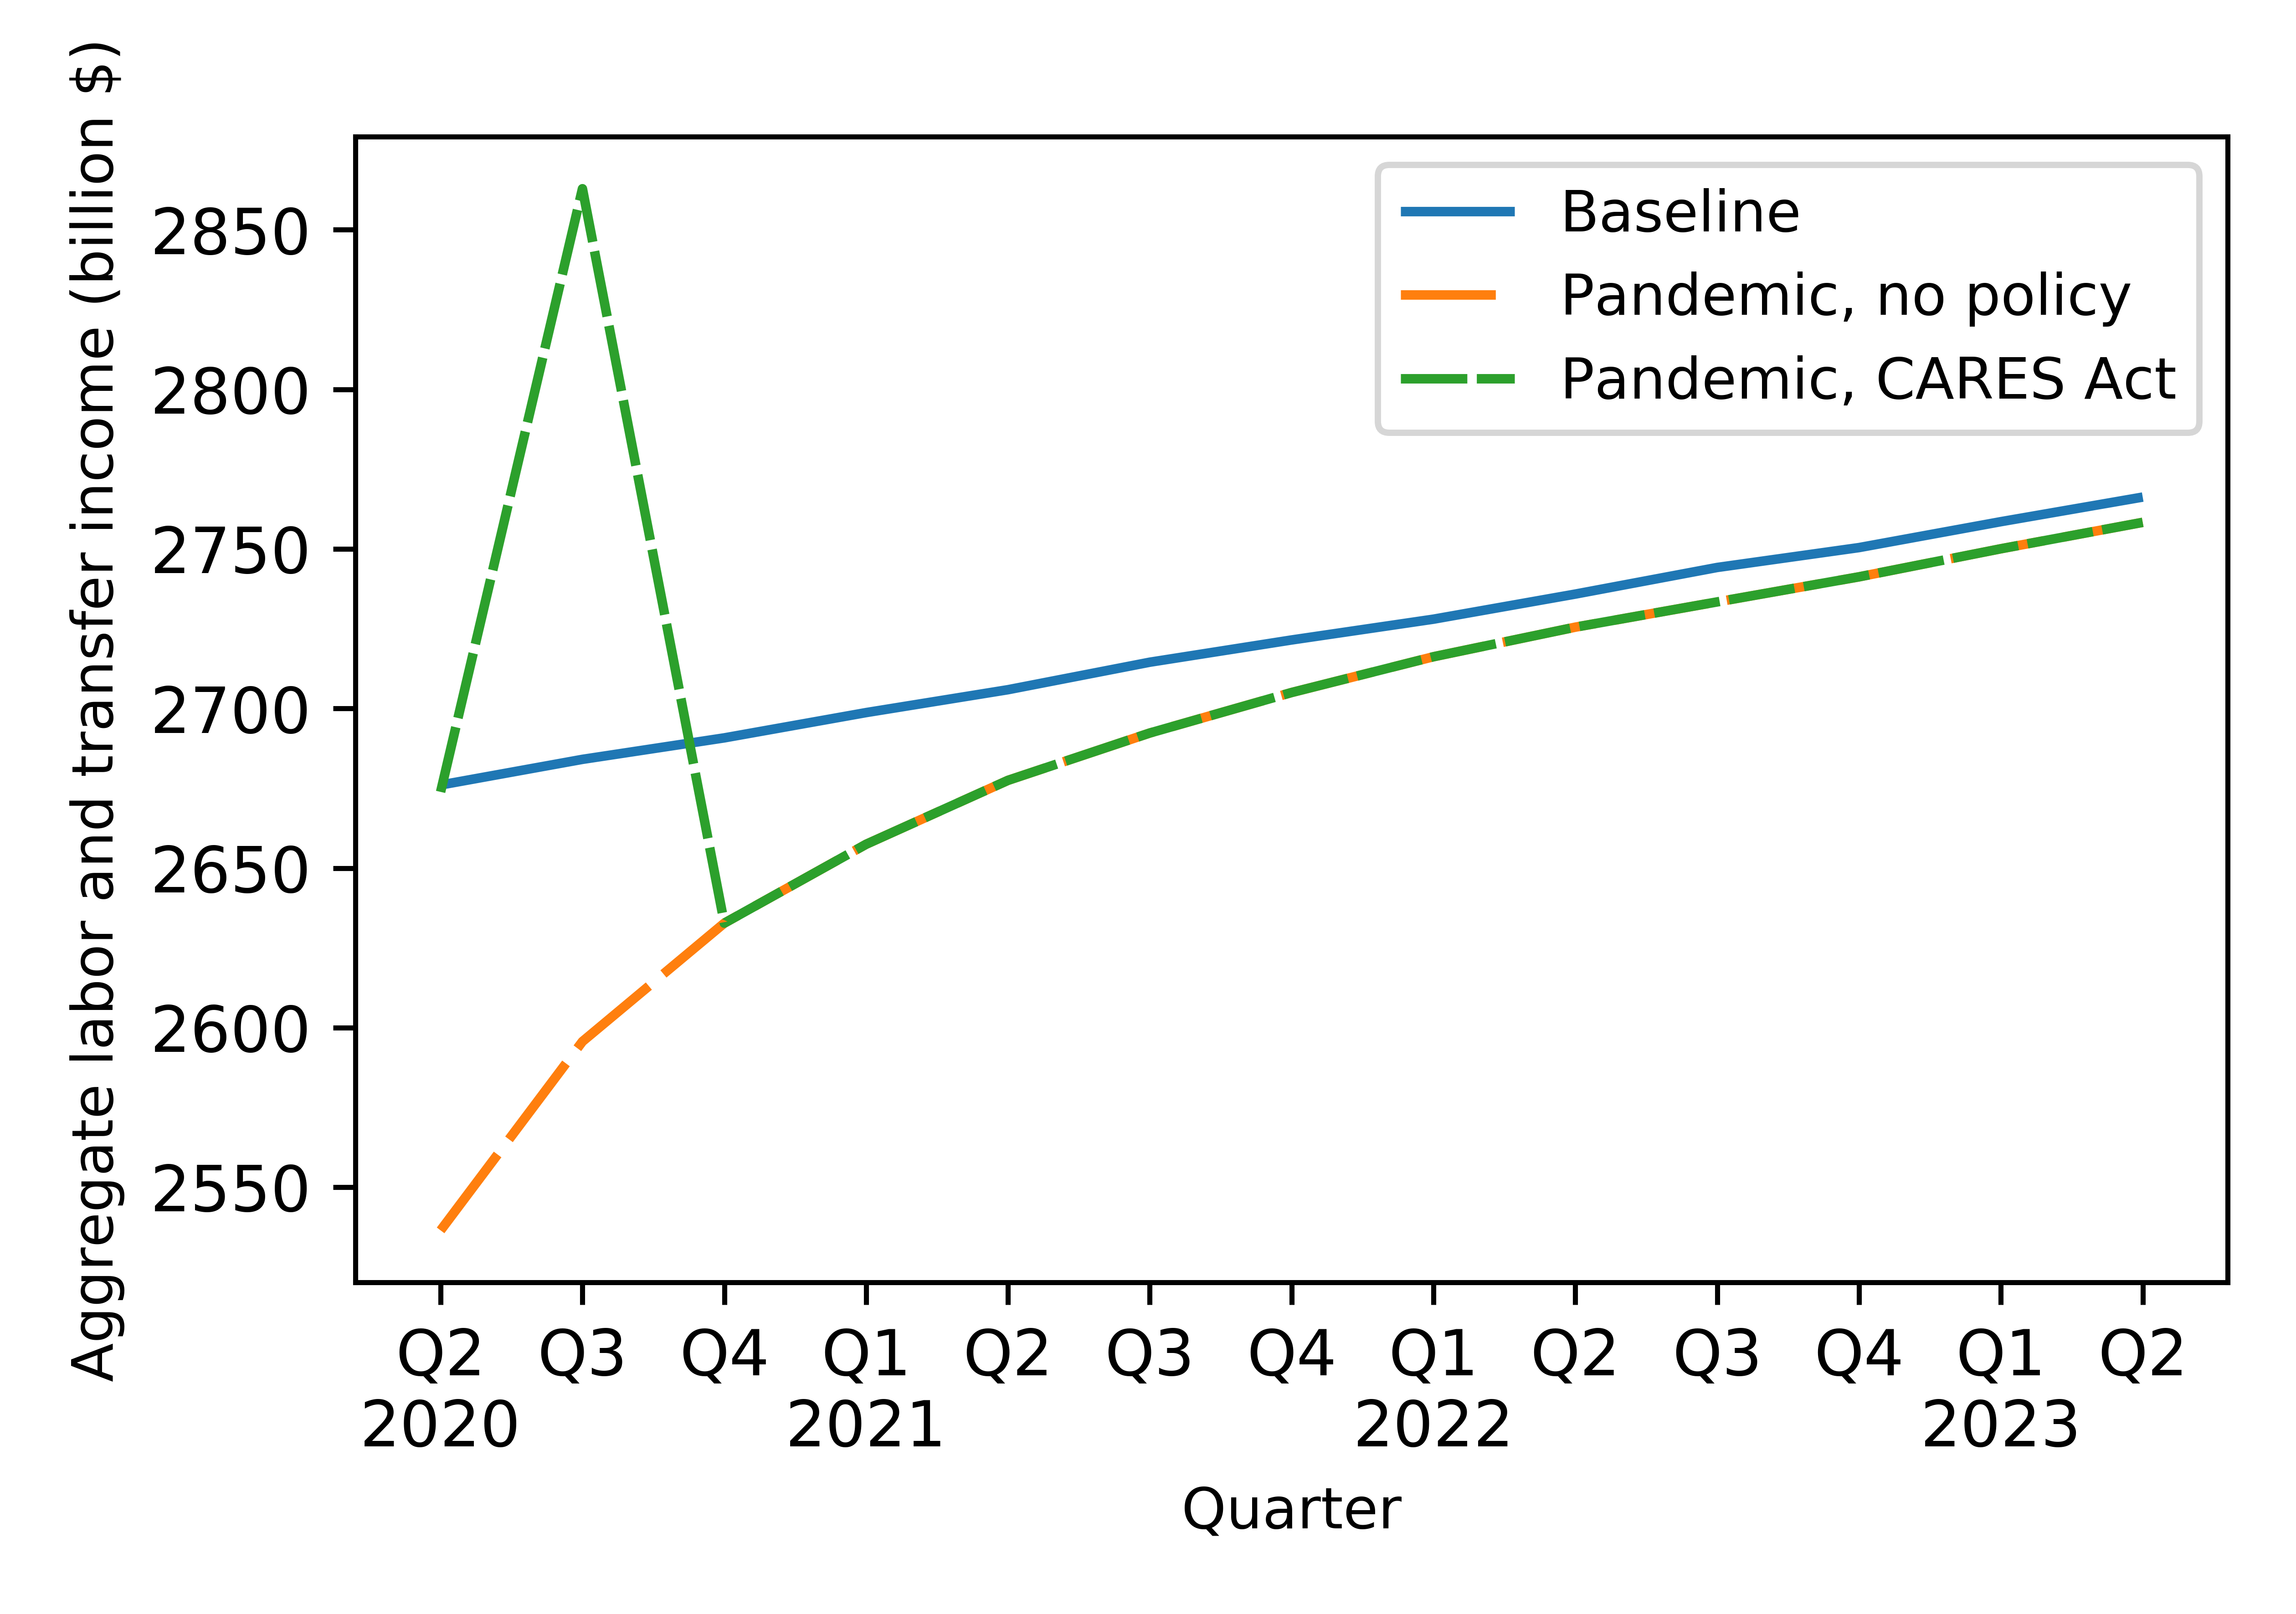 Aggregate labor and transfer income (billion $)
2850
2800
2750
2700
2650
2600
2550
Baseline
Pandemic, no policy
Pandemic, CARES Act
Q2 Q3 Q4 Q1 Q2 Q3 Q4 Q1 Q2 Q3 Q4 Q1 Q2
2020 2021 2022 2023
Quarter